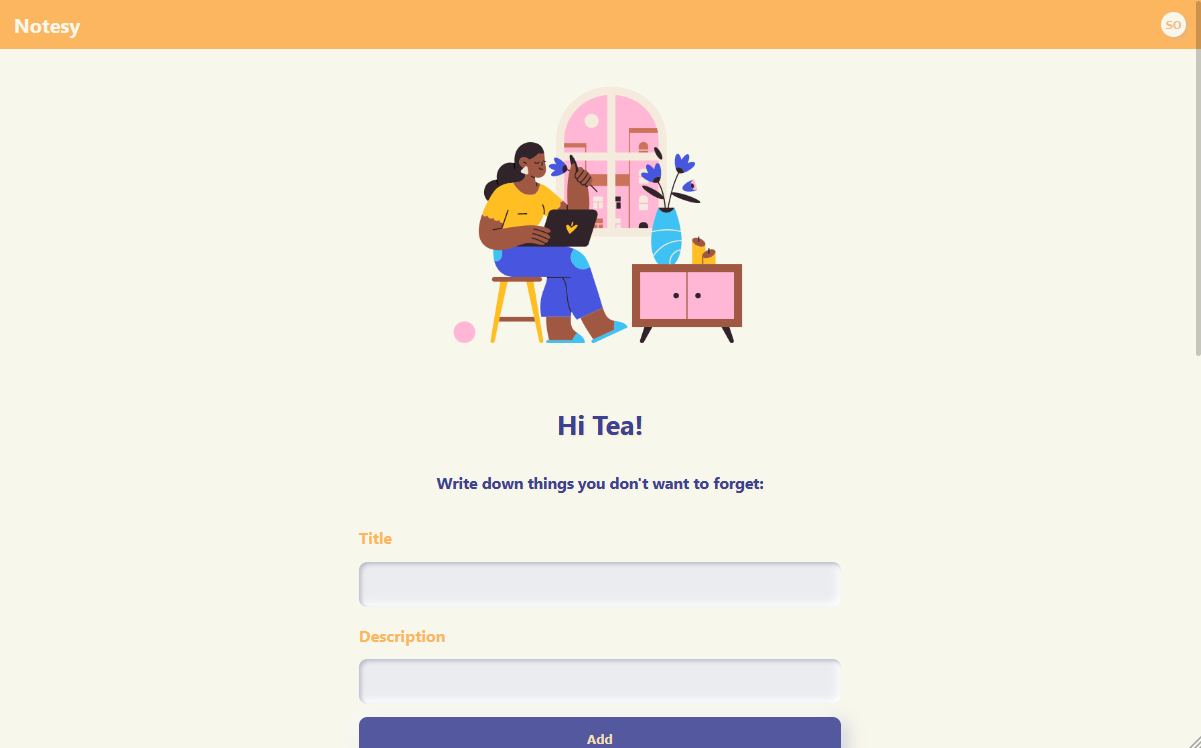 Notesy
SO
Hi Tea!
Write down things you don't want to forget:
Title
Description
Add